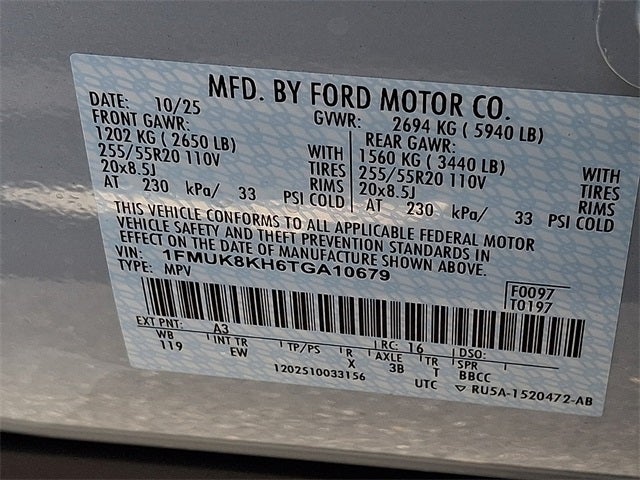 MFD. BY FORD MOTOR CO.
DATE: 10/25 GVWR: 2694 KG ( 5940 LB)
FRONT GAWR: REAR GAWR:
1202 KG ( 2650 LB) WITH 1560 KG ( 3440 LB) WITH
255/55R20 110V TIRES 255/55R20 110V TIRES
20x8.5J RIMS 20x8.5J RIMS
AT 230 kPa/ 33 PSI COLD AT 230 kPa/ 33 PSI COLD
THIS VEHICLE CONFORMS TO ALL APPLICABLE FEDERAL MOTOR
VEHICLE SAFETY AND THEFT PREVENTION STANDARDS IN
EFFECT ON THE DATE OF MANUFACTURE SHOWN ABOVE.
VIN: 1FMUK8KH6TGA10679
TYPE: MPV
F0097
T0197
EXT PNT: A3 RC: 16 DSO:
WB INT TR TP/PS R AXLE TR SPR
119 EW X 3B T BBCC
1202510033156 UTC ▽ RU5A-1520472-AB